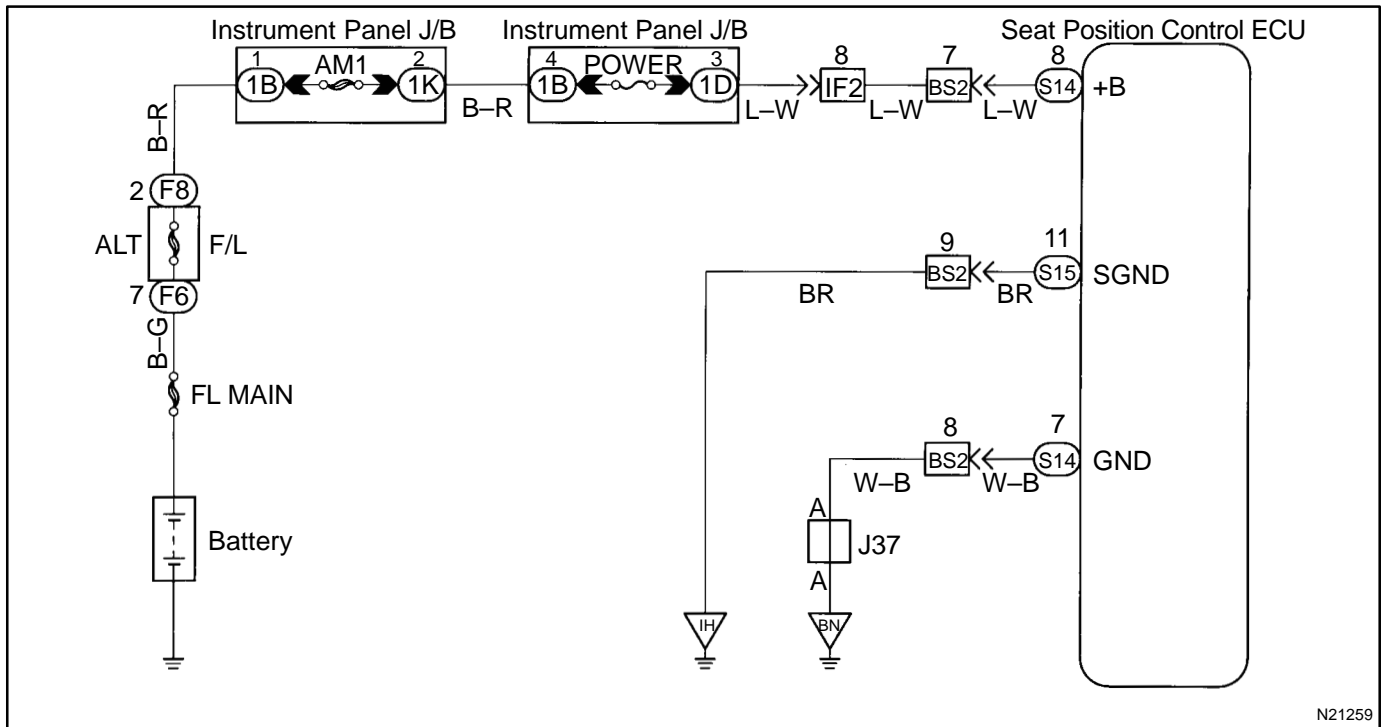 Instrument Panel J/B
Instrument Panel J/B
Seat Position Control ECU
1
AM1
2
4
POWER
3
8
7
8
1B
1K
1B
1D
IF2
BS2
S14
+B
B–R
L–W
L–W
L–W
B–R
2
F8
ALT
F/L
9
11
BS2
S15
SGND
7
F6
BR
BR
B–G
FL MAIN
8
7
BS2
S14
GND
W–B
W–B
A
Battery
J37
A
IH
BN
N21259